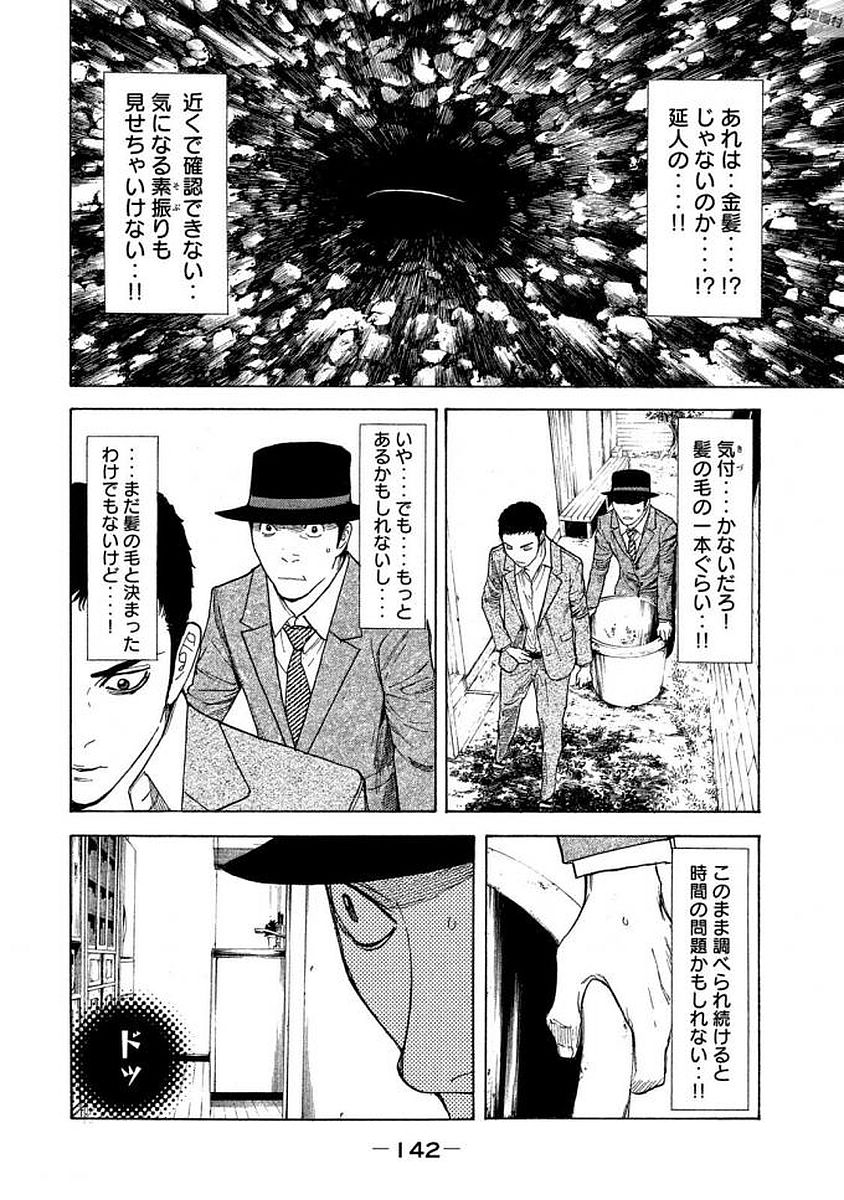 あれは‥金髪‥‥!?
じゃないのか‥‥!?
延人の‥‥!!
近くで確認できない‥
気になる素振りも
見せちゃいけない‥!!
気付‥‥かないだろ！
髪の毛の一本ぐらい‥!!
いや‥‥でも‥‥もっと
あるかもしれないし‥‥
‥‥まだ髪の毛と決まった
わけでもないけど‥‥!
このまま調べられ続けると
時間の問題かもしれない‥!!
ドッ
—142—